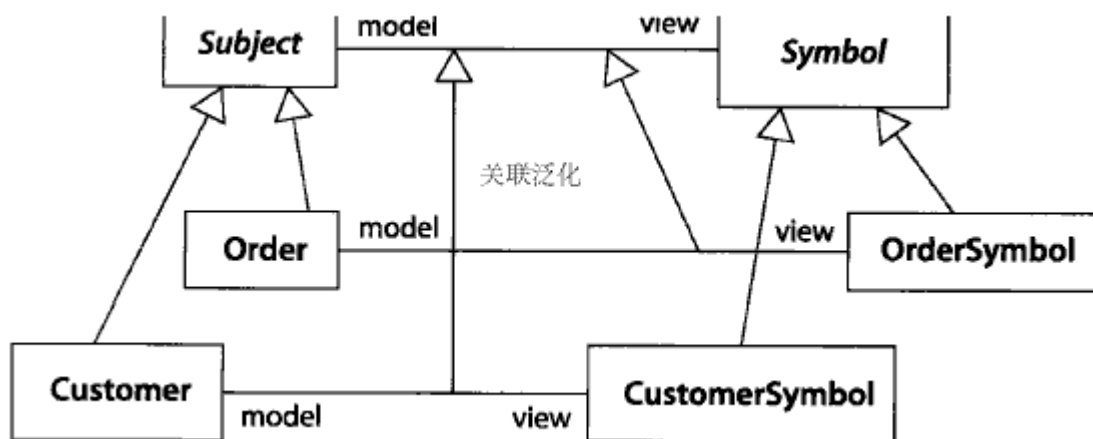 model
view
Subject
Symbol
关联泛化
Order
model
view
OrderSymbol
Customer
model
view
CustomerSymbol